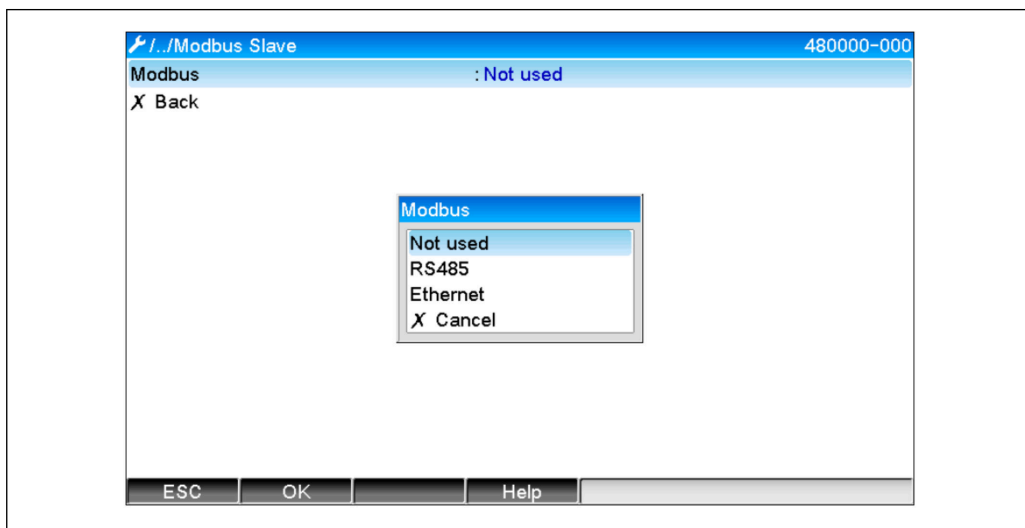 /../Modbus Slave 480000-000
Modbus : Not used
X Back
Modbus
Not used
RS485
Ethernet
X Cancel
ESC OK Help